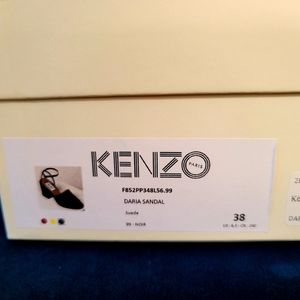 KENZO
PARIS
F852PP348L56.99
DARIA SANDAL
Suede
99 - NOIR
38